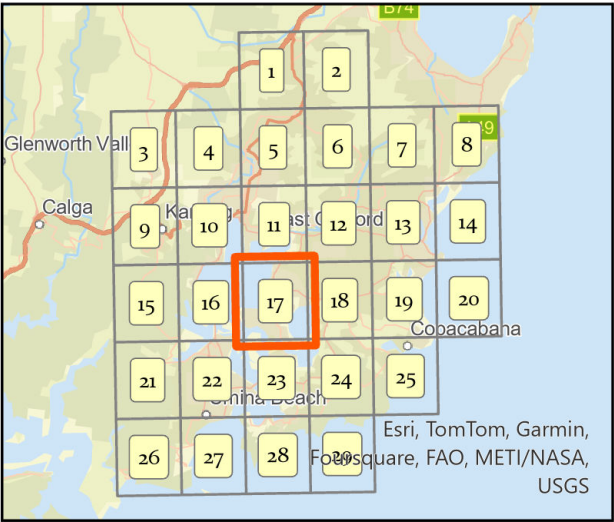 B74
1 2
Glenworth Vall
3 4 5 6 7 8
Calga
9 10 11 12 13 14
15 16 17 18 19 20
Copacabana
21 22 23 24 25
Beach
26 27 28 29
Esri, TomTom, Garmin,
Foursquare, FAO, METI/NASA,
USGS